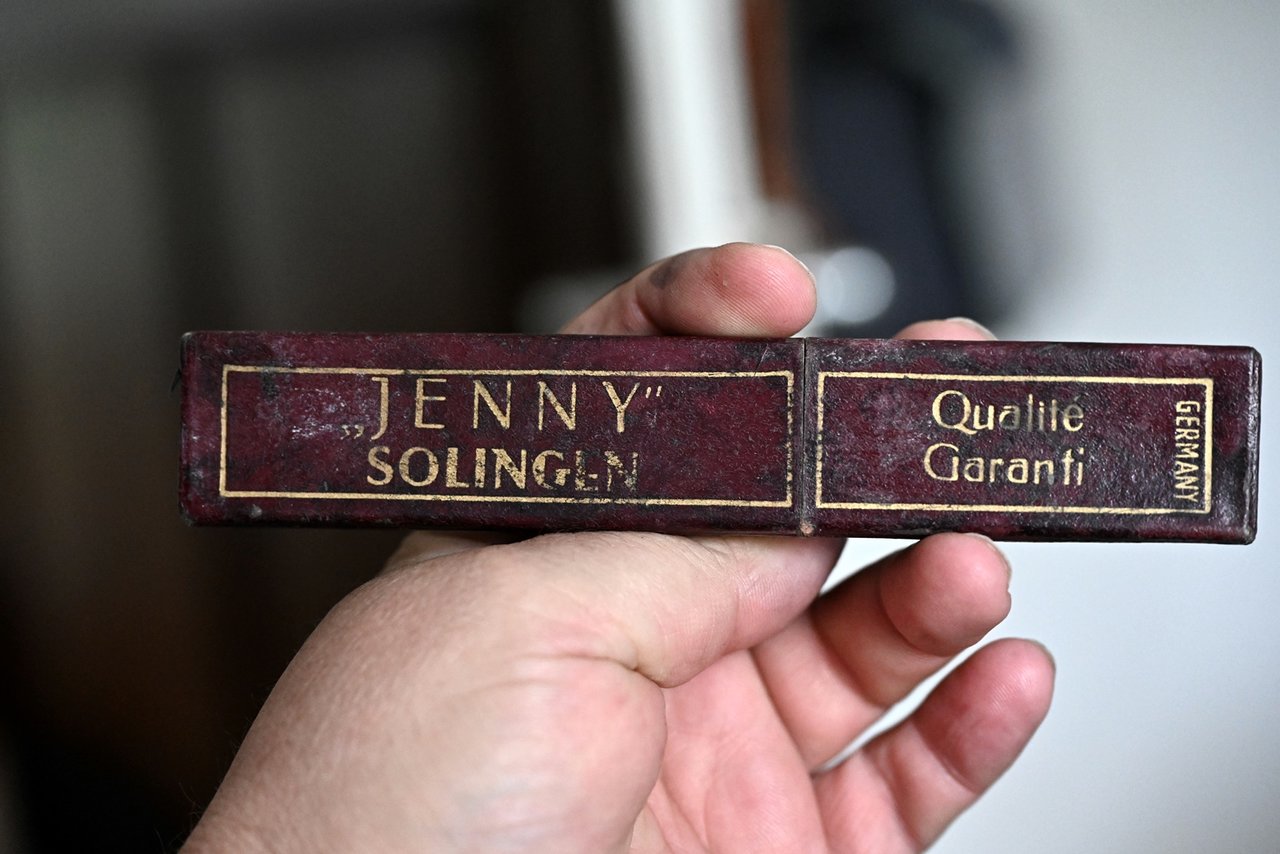 „JENNY”
SOLINGEN
Qualité
Garanti
GERMANY